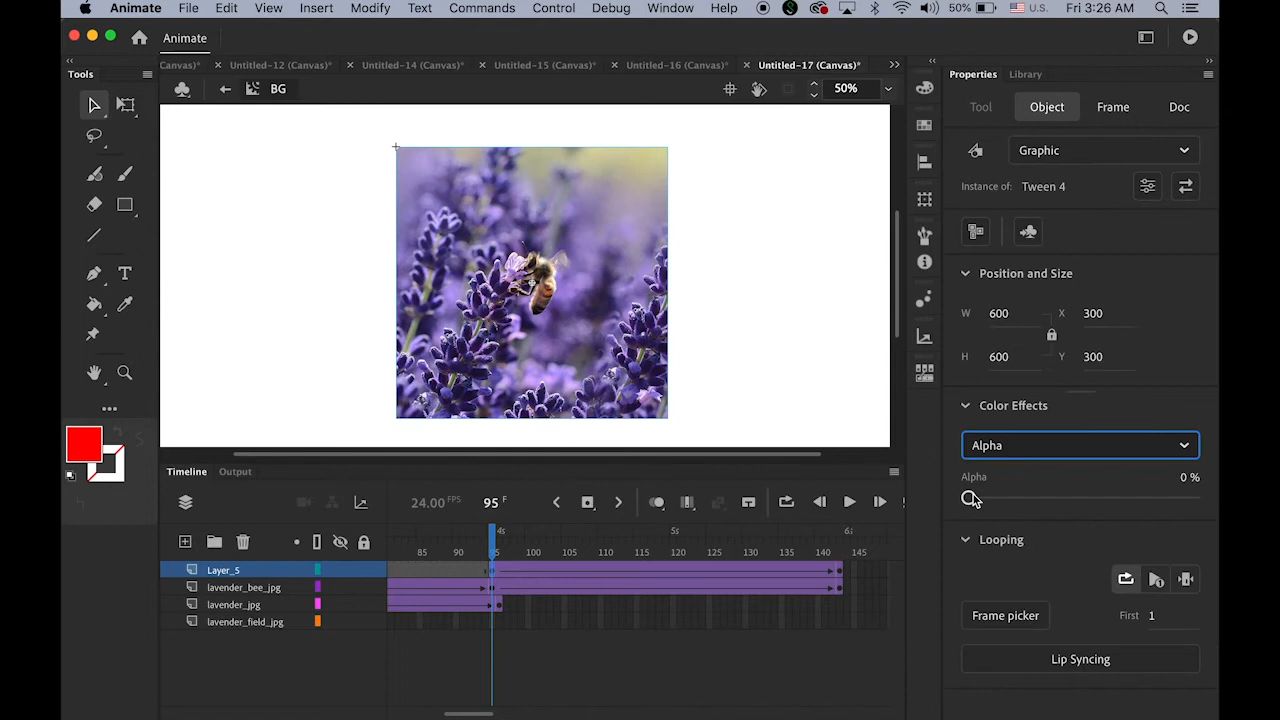 Animate File Edit View Insert Modify Text Commands Control Debug Window Help 50% U.S. Fri 3:26 AM
Animate
(Canvas)* × Untitled-12 (Canvas)* × Untitled-14 (Canvas)* × Untitled-15 (Canvas)* × Untitled-16 (Canvas)* × Untitled-17 (Canvas)*
Tools
BG
50%
Properties Library
Tool Object Frame Doc
Graphic
Instance of: Tween 4
Position and Size
W 600 X 300
H 600 Y 300
Color Effects
Alpha
Alpha 0 %
Looping
Frame picker First 1
Lip Syncing
Timeline Output
24.00 FPS 95 F
4s 5s 6s
85 90 95 100 105 110 115 120 125 130 135 140 145
Layer_5
lavender_bee_jpg
lavender_jpg
lavender_field_jpg